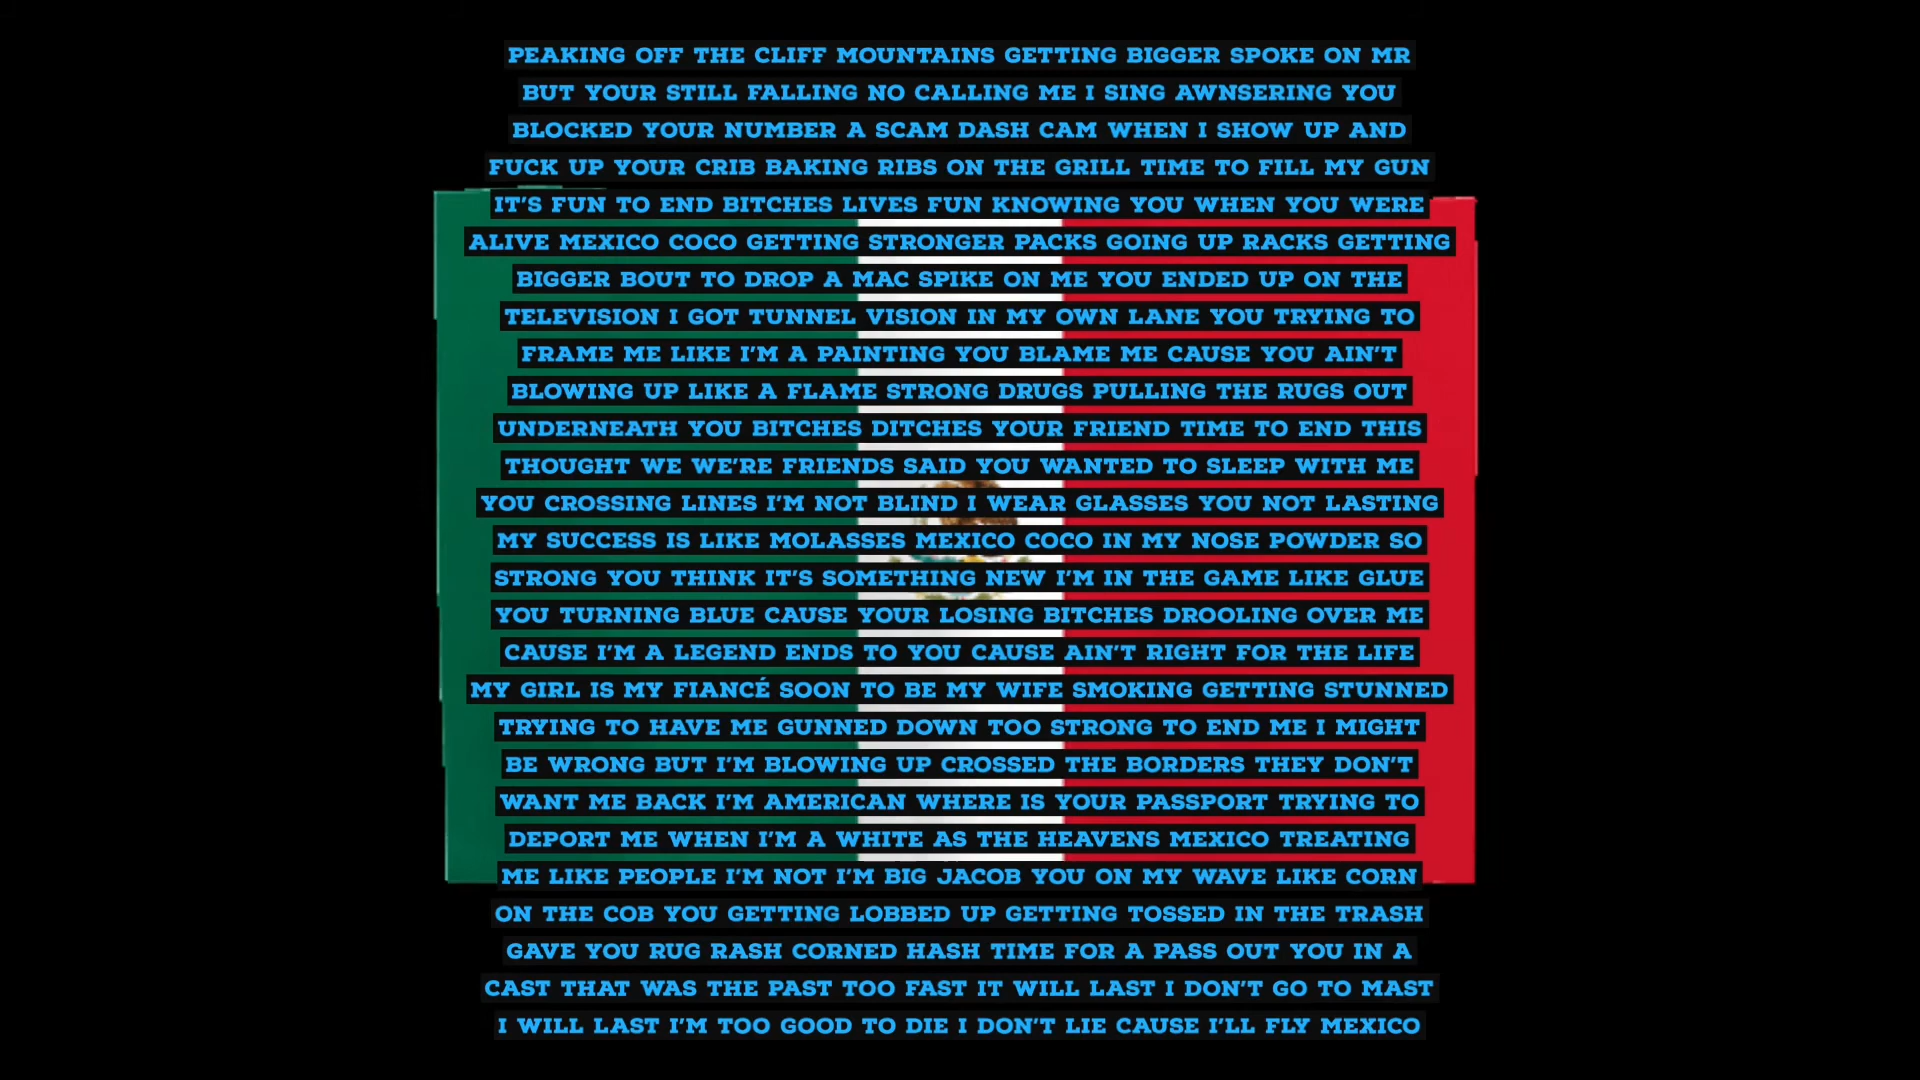 PEAKING OFF THE CLIFF MOUNTAINS GETTING BIGGER SPOKE ON MR
BUT YOUR STILL FALLING NO CALLING ME I SING AWNSERING YOU
BLOCKED YOUR NUMBER A SCAM DASH CAM WHEN I SHOW UP AND
FUCK UP YOUR CRIB BAKING RIBS ON THE GRILL TIME TO FILL MY GUN
IT'S FUN TO END BITCHES LIVES FUN KNOWING YOU WHEN YOU WERE
ALIVE MEXICO COCO GETTING STRONGER PACKS GOING UP RACKS GETTING
BIGGER BOUT TO DROP A MAC SPIKE ON ME YOU ENDED UP ON THE
TELEVISION I GOT TUNNEL VISION IN MY OWN LANE YOU TRYING TO
FRAME ME LIKE I'M A PAINTING YOU BLAME ME CAUSE YOU AIN'T
BLOWING UP LIKE A FLAME STRONG DRUGS PULLING THE RUGS OUT
UNDERNEATH YOU BITCHES DITCHES YOUR FRIEND TIME TO END THIS
THOUGHT WE WE'RE FRIENDS SAID YOU WANTED TO SLEEP WITH ME
YOU CROSSING LINES I'M NOT BLIND I WEAR GLASSES YOU NOT LASTING
MY SUCCESS IS LIKE MOLASSES MEXICO COCO IN MY NOSE POWDER SO
STRONG YOU THINK IT'S SOMETHING NEW I'M IN THE GAME LIKE GLUE
YOU TURNING BLUE CAUSE YOUR LOSING BITCHES DROOLING OVER ME
CAUSE I'M A LEGEND ENDS TO YOU CAUSE AIN'T RIGHT FOR THE LIFE
MY GIRL IS MY FIANCÉ SOON TO BE MY WIFE SMOKING GETTING STUNNED
TRYING TO HAVE ME GUNNED DOWN TOO STRONG TO END ME I MIGHT
BE WRONG BUT I'M BLOWING UP CROSSED THE BORDERS THEY DON'T
WANT ME BACK I'M AMERICAN WHERE IS YOUR PASSPORT TRYING TO
DEPORT ME WHEN I'M A WHITE AS THE HEAVENS MEXICO TREATING
ME LIKE PEOPLE I'M NOT I'M BIG JACOB YOU ON MY WAVE LIKE CORN
ON THE COB YOU GETTING LOBBED UP GETTING TOSSED IN THE TRASH
GAVE YOU RUG RASH CORNED HASH TIME FOR A PASS OUT YOU IN A
CAST THAT WAS THE PAST TOO FAST IT WILL LAST I DON'T GO TO MAST
I WILL LAST I'M TOO GOOD TO DIE I DON'T LIE CAUSE I'LL FLY MEXICO